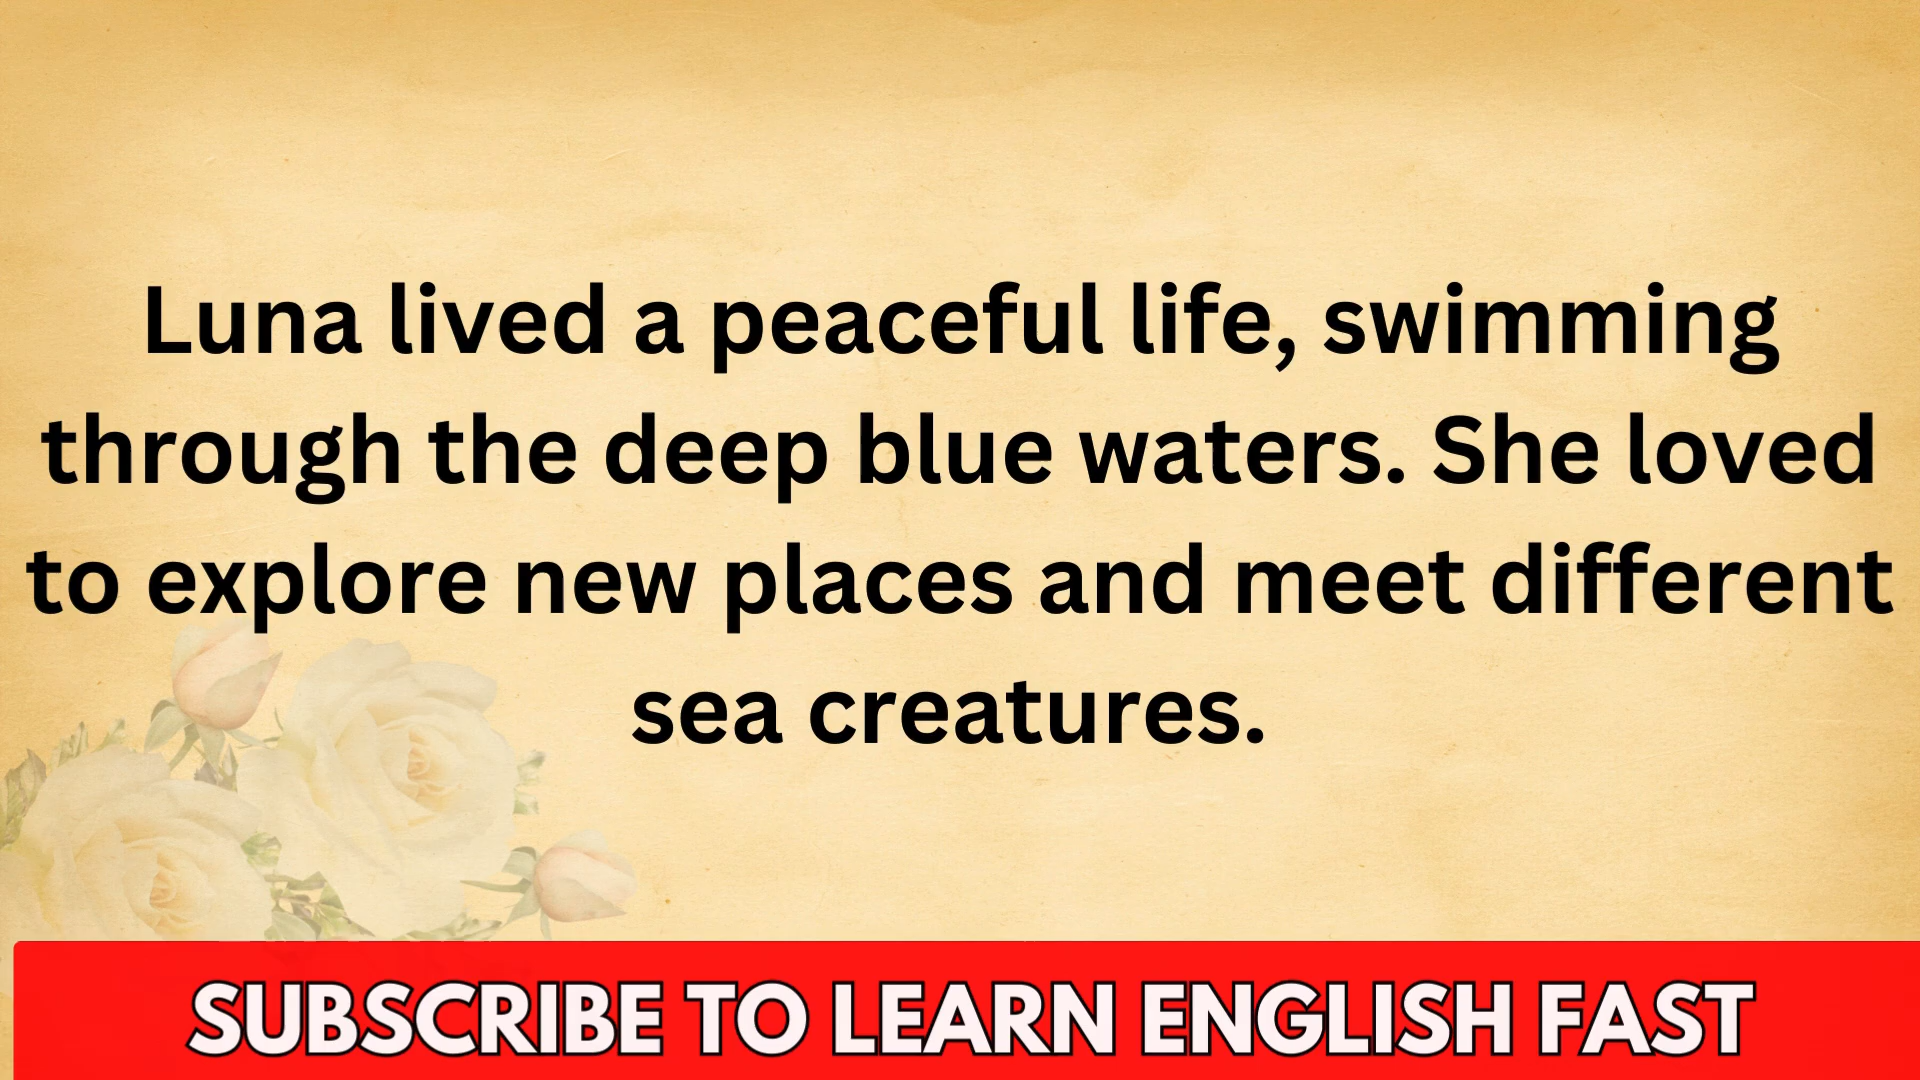 Luna lived a peaceful life, swimming
through the deep blue waters. She loved
to explore new places and meet different
sea creatures.
SUBSCRIBE TO LEARN ENGLISH FAST